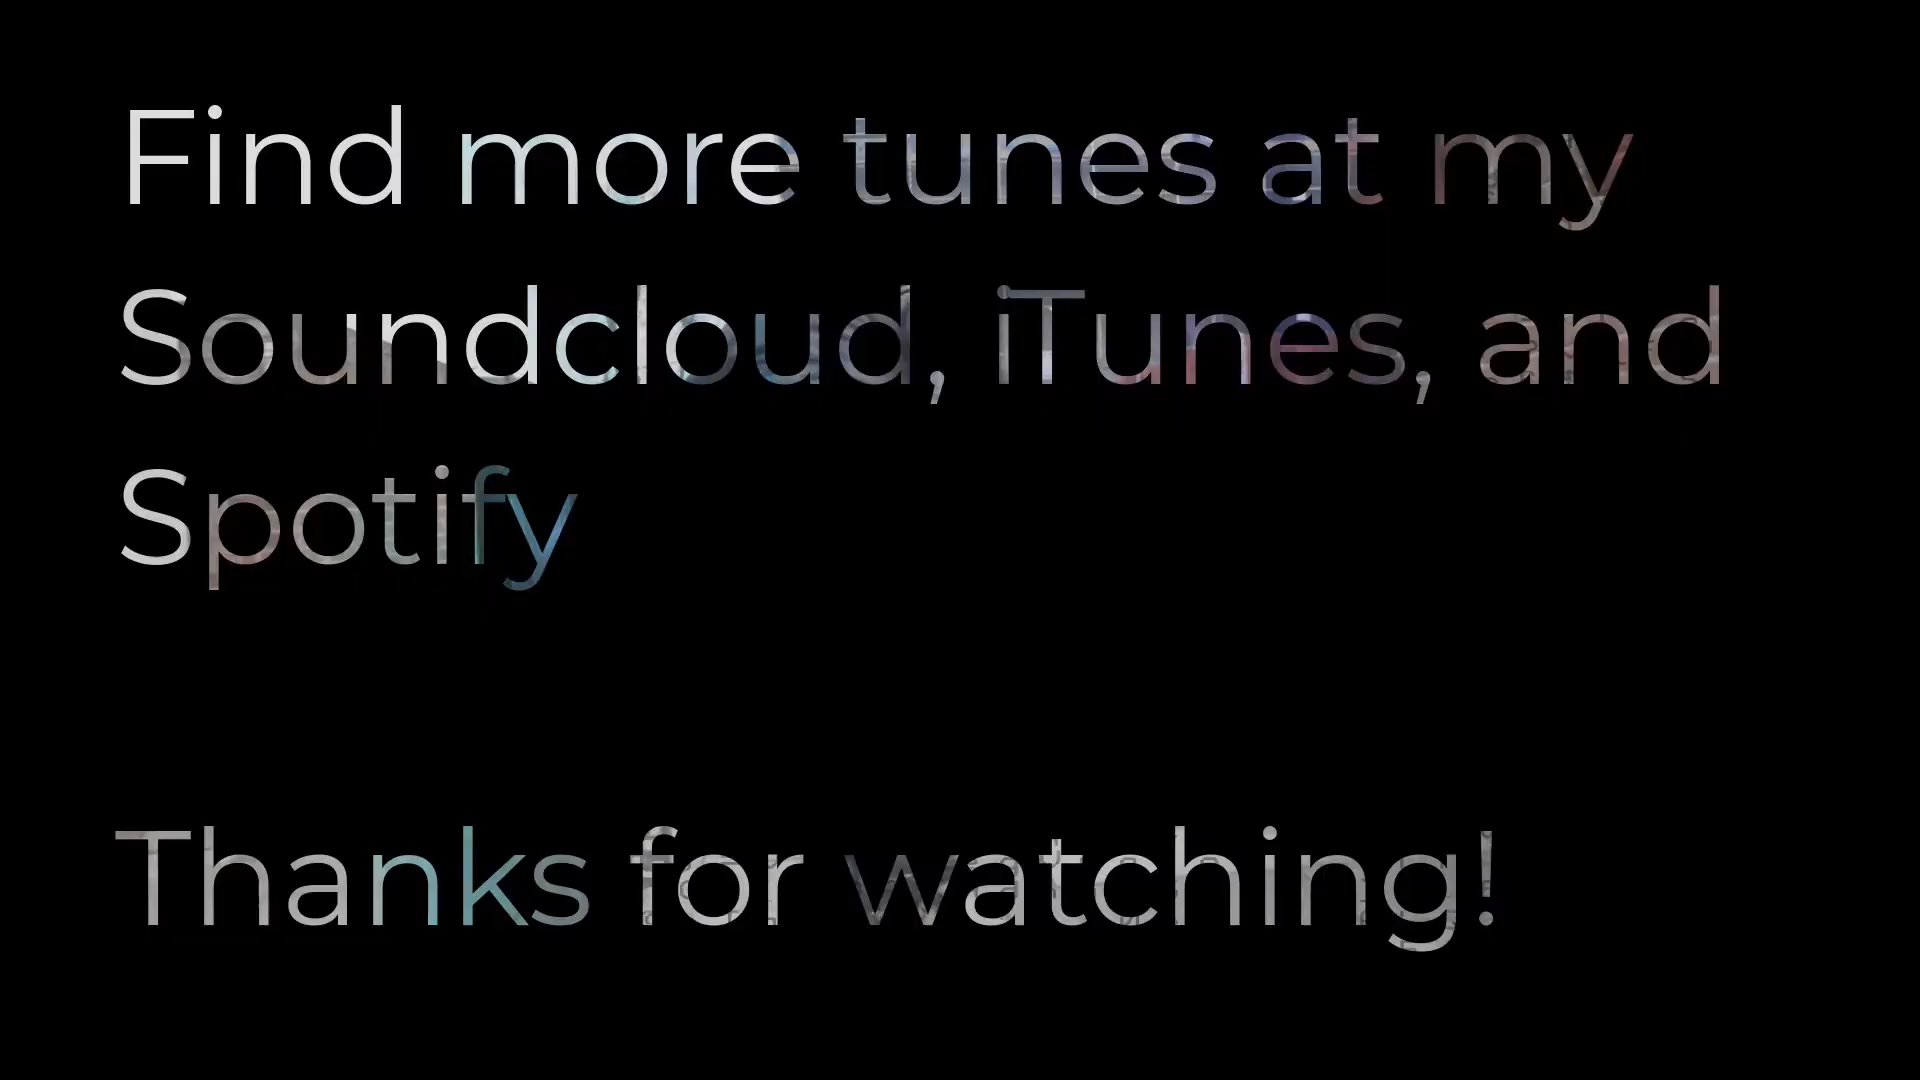 Find more tunes at my
Soundcloud, iTunes, and
Spotify
Thanks for watching!